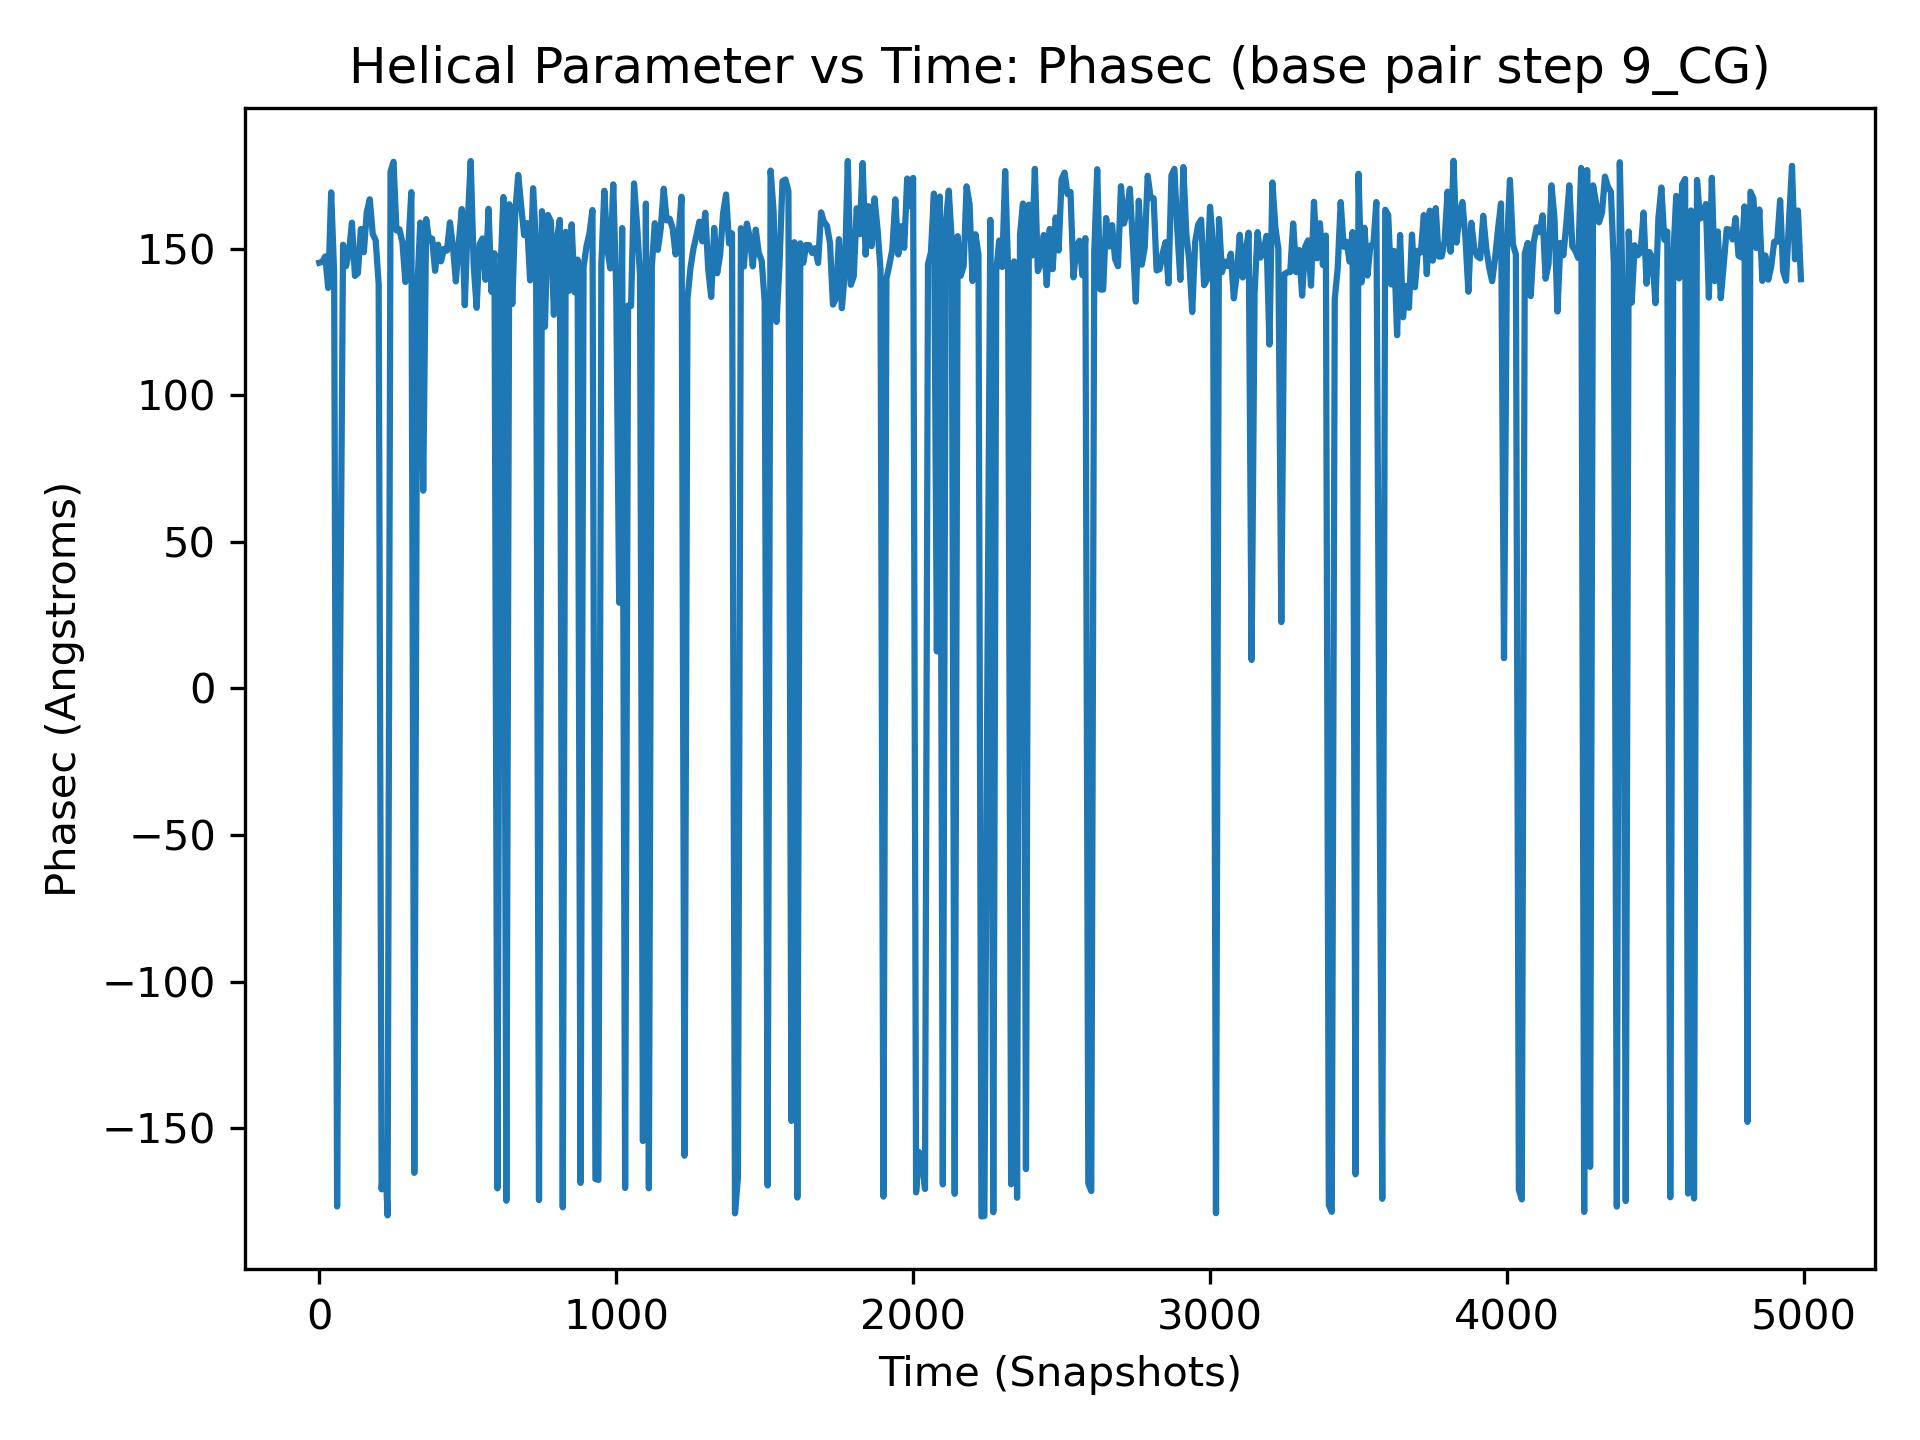 Helical Parameter vs Time: Phasec (base pair step 9_CG)
Phasec (Angstroms)
150
100
50
0
−50
−100
−150
0 1000 2000 3000 4000 5000
Time (Snapshots)